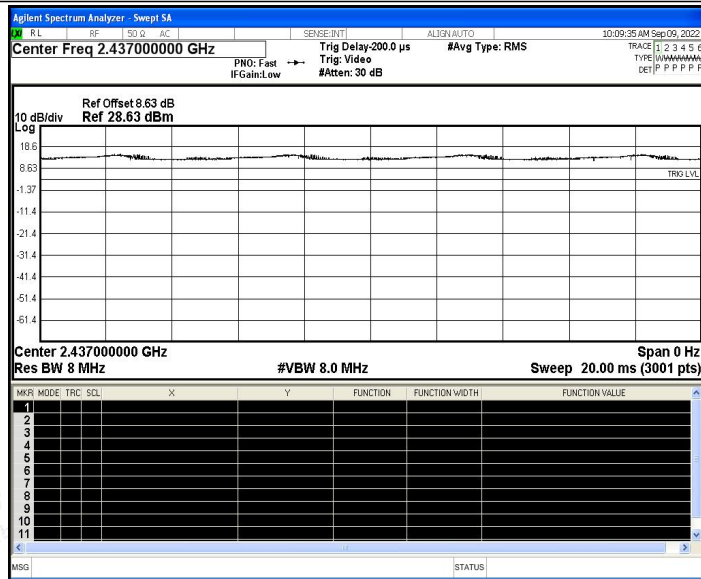 Agilent Spectrum Analyzer - Swept SA
RL RF 50 Ω AC SENSE:INT ALIGN AUTO 10:09:35 AM Sep 09, 2022
Center Freq 2.437000000 GHz
PNO: Fast
IFGain:Low
Trig Delay-200.0 µs
Trig: Video
#Atten: 30 dB
#Avg Type: RMS
TRACE 1 2 3 4 5 6
TYPE
DET P P P P P P
10 dB/div
Log
Ref Offset 8.63 dB
Ref 28.63 dBm
18.6
8.63
TRIG LVL
-1.37
-11.4
-21.4
-31.4
-41.4
-51.4
-61.4
Center 2.437000000 GHz Span 0 Hz
Res BW 8 MHz #VBW 8.0 MHz Sweep 20.00 ms (3001 pts)
MKR MODE TRC SCL X Y FUNCTION FUNCTION WIDTH FUNCTION VALUE
1
2
3
4
5
6
7
8
9
10
11
MSG STATUS